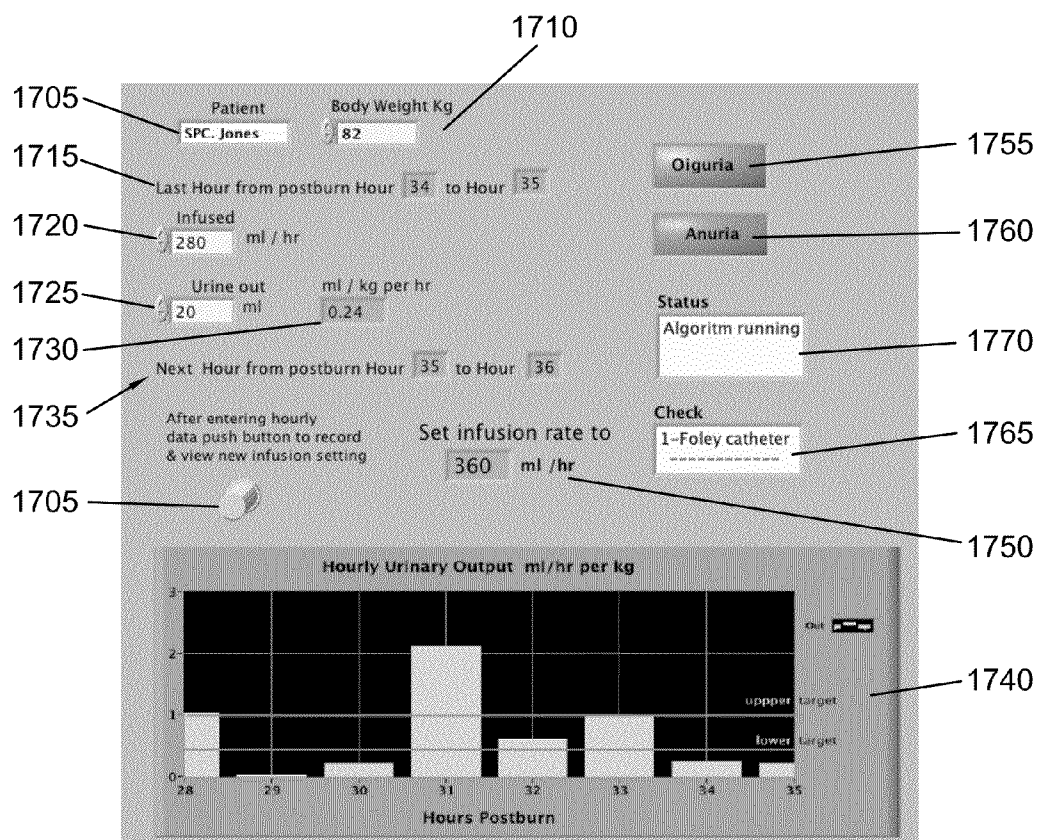 1710
1705
Patient
Body Weight Kg
SPC. Jones
82
1715
Last Hour from postburn Hour 34 to Hour 35
1755
Oiguria
1720
Infused
280 ml / hr
1760
Anuria
1725
Urine out
ml / kg per hr
20 ml
0.24
1730
Status
Algoritm running
1770
Next Hour from postburn Hour 35 to Hour 36
1735
After entering hourly
data push button to record
& view new infusion setting
Set infusion rate to
360 ml /hr
Check
1-Foley catheter
1765
1705
1750
Hourly Urinary Output ml/hr per kg
3
2
1
0
Out
uppper target
lower target
1740
28 29 30 31 32 33 34 35
Hours Postburn